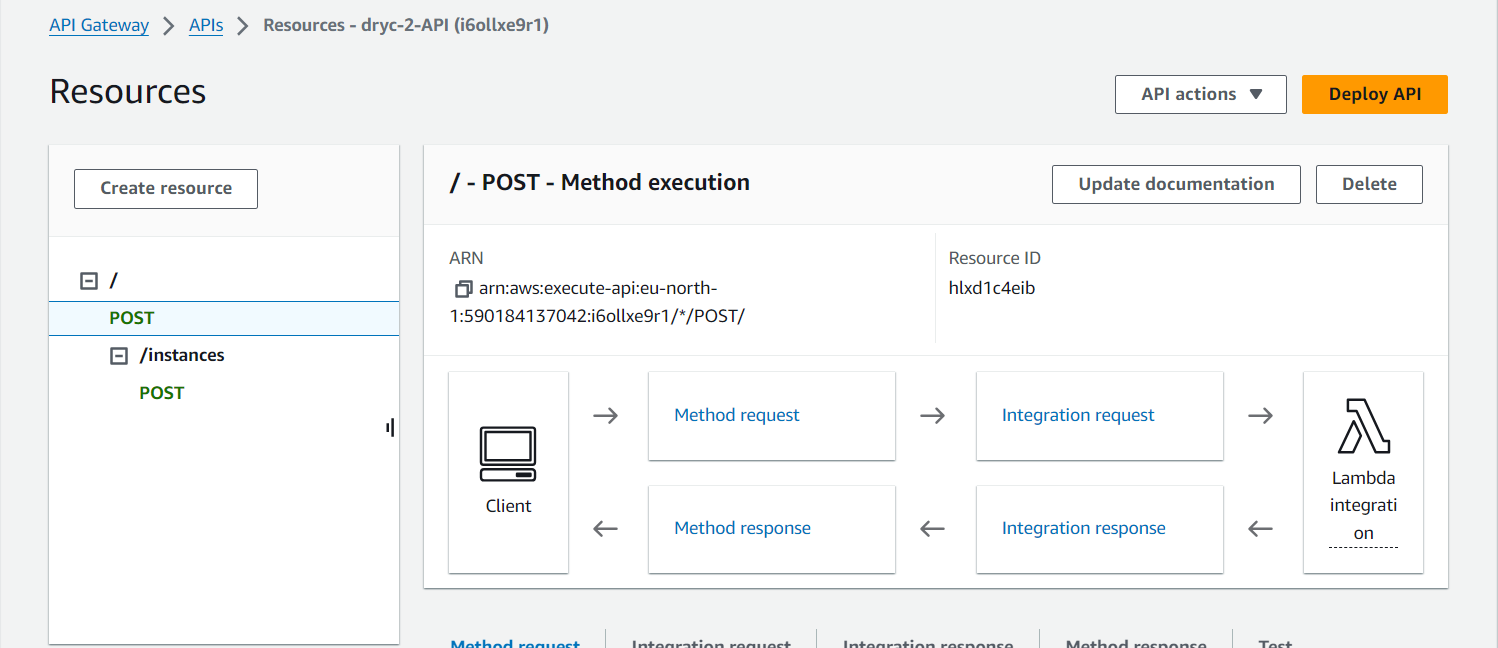 API Gateway > APIs > Resources - dryc-2-API (i6ollxe9r1)
Resources
API actions ▼
Deploy API
Create resource
/
POST
/instances
POST
/ - POST - Method execution
Update documentation
Delete
ARN
arn:aws:execute-api:eu-north-
1:590184137042:i6ollxe9r1/*/POST/
Resource ID
hlxd1c4eib
Client
Method request
Integration request
Method response
Integration response
Lambda
integrati
on
Method request
Integration request
Integration response
Method response
Test